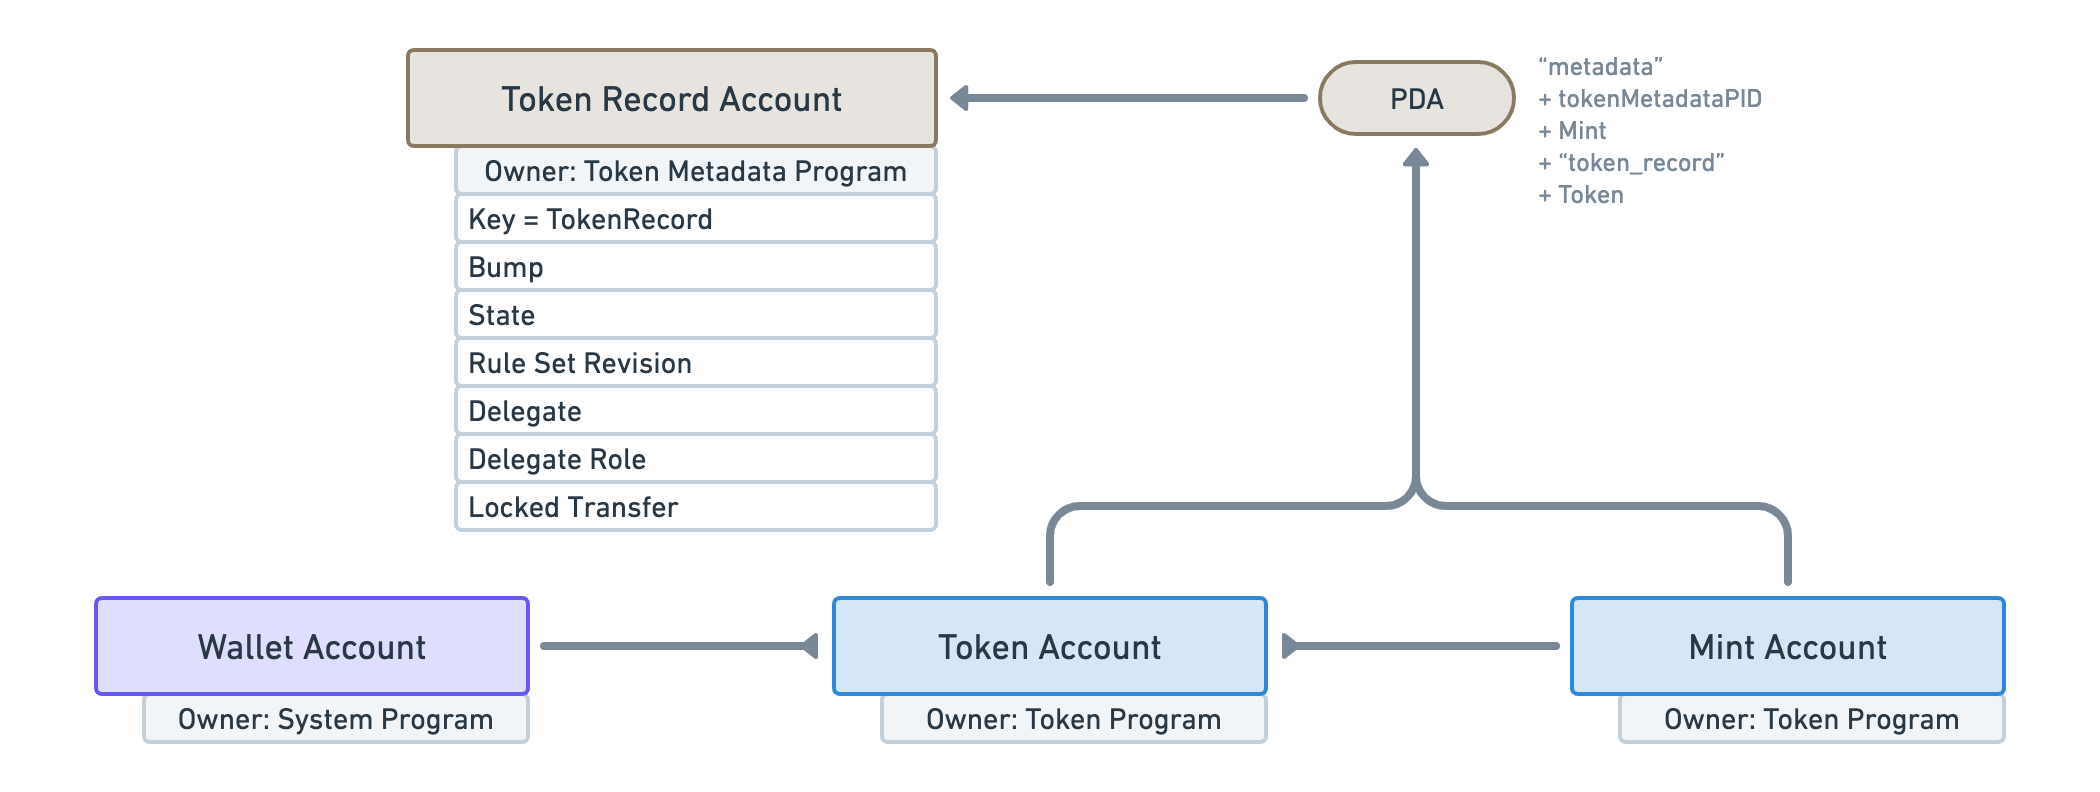 Token Record Account
Owner: Token Metadata Program
Key = TokenRecord
Bump
State
Rule Set Revision
Delegate
Delegate Role
Locked Transfer
PDA
“metadata”
+ tokenMetadataPID
+ Mint
+ “token_record”
+ Token
Wallet Account
Owner: System Program
Token Account
Owner: Token Program
Mint Account
Owner: Token Program